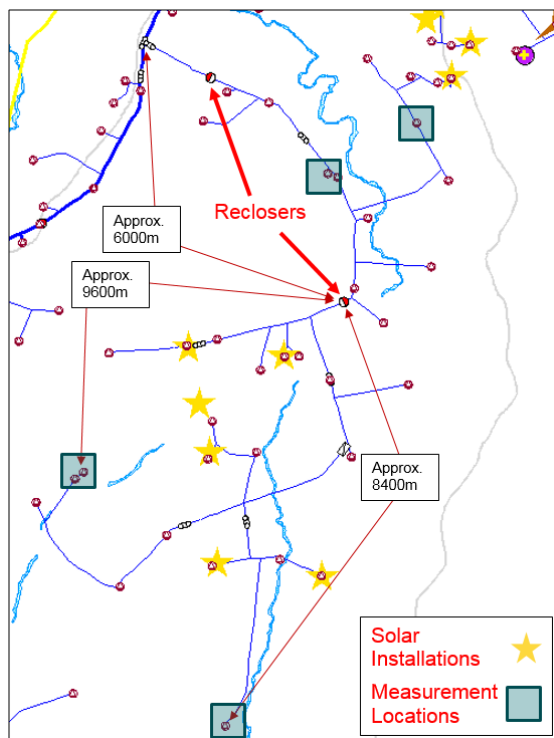 Reclosers
Approx.
6000m
Approx.
9600m
Approx.
8400m
Solar
Installations
Measurement
Locations